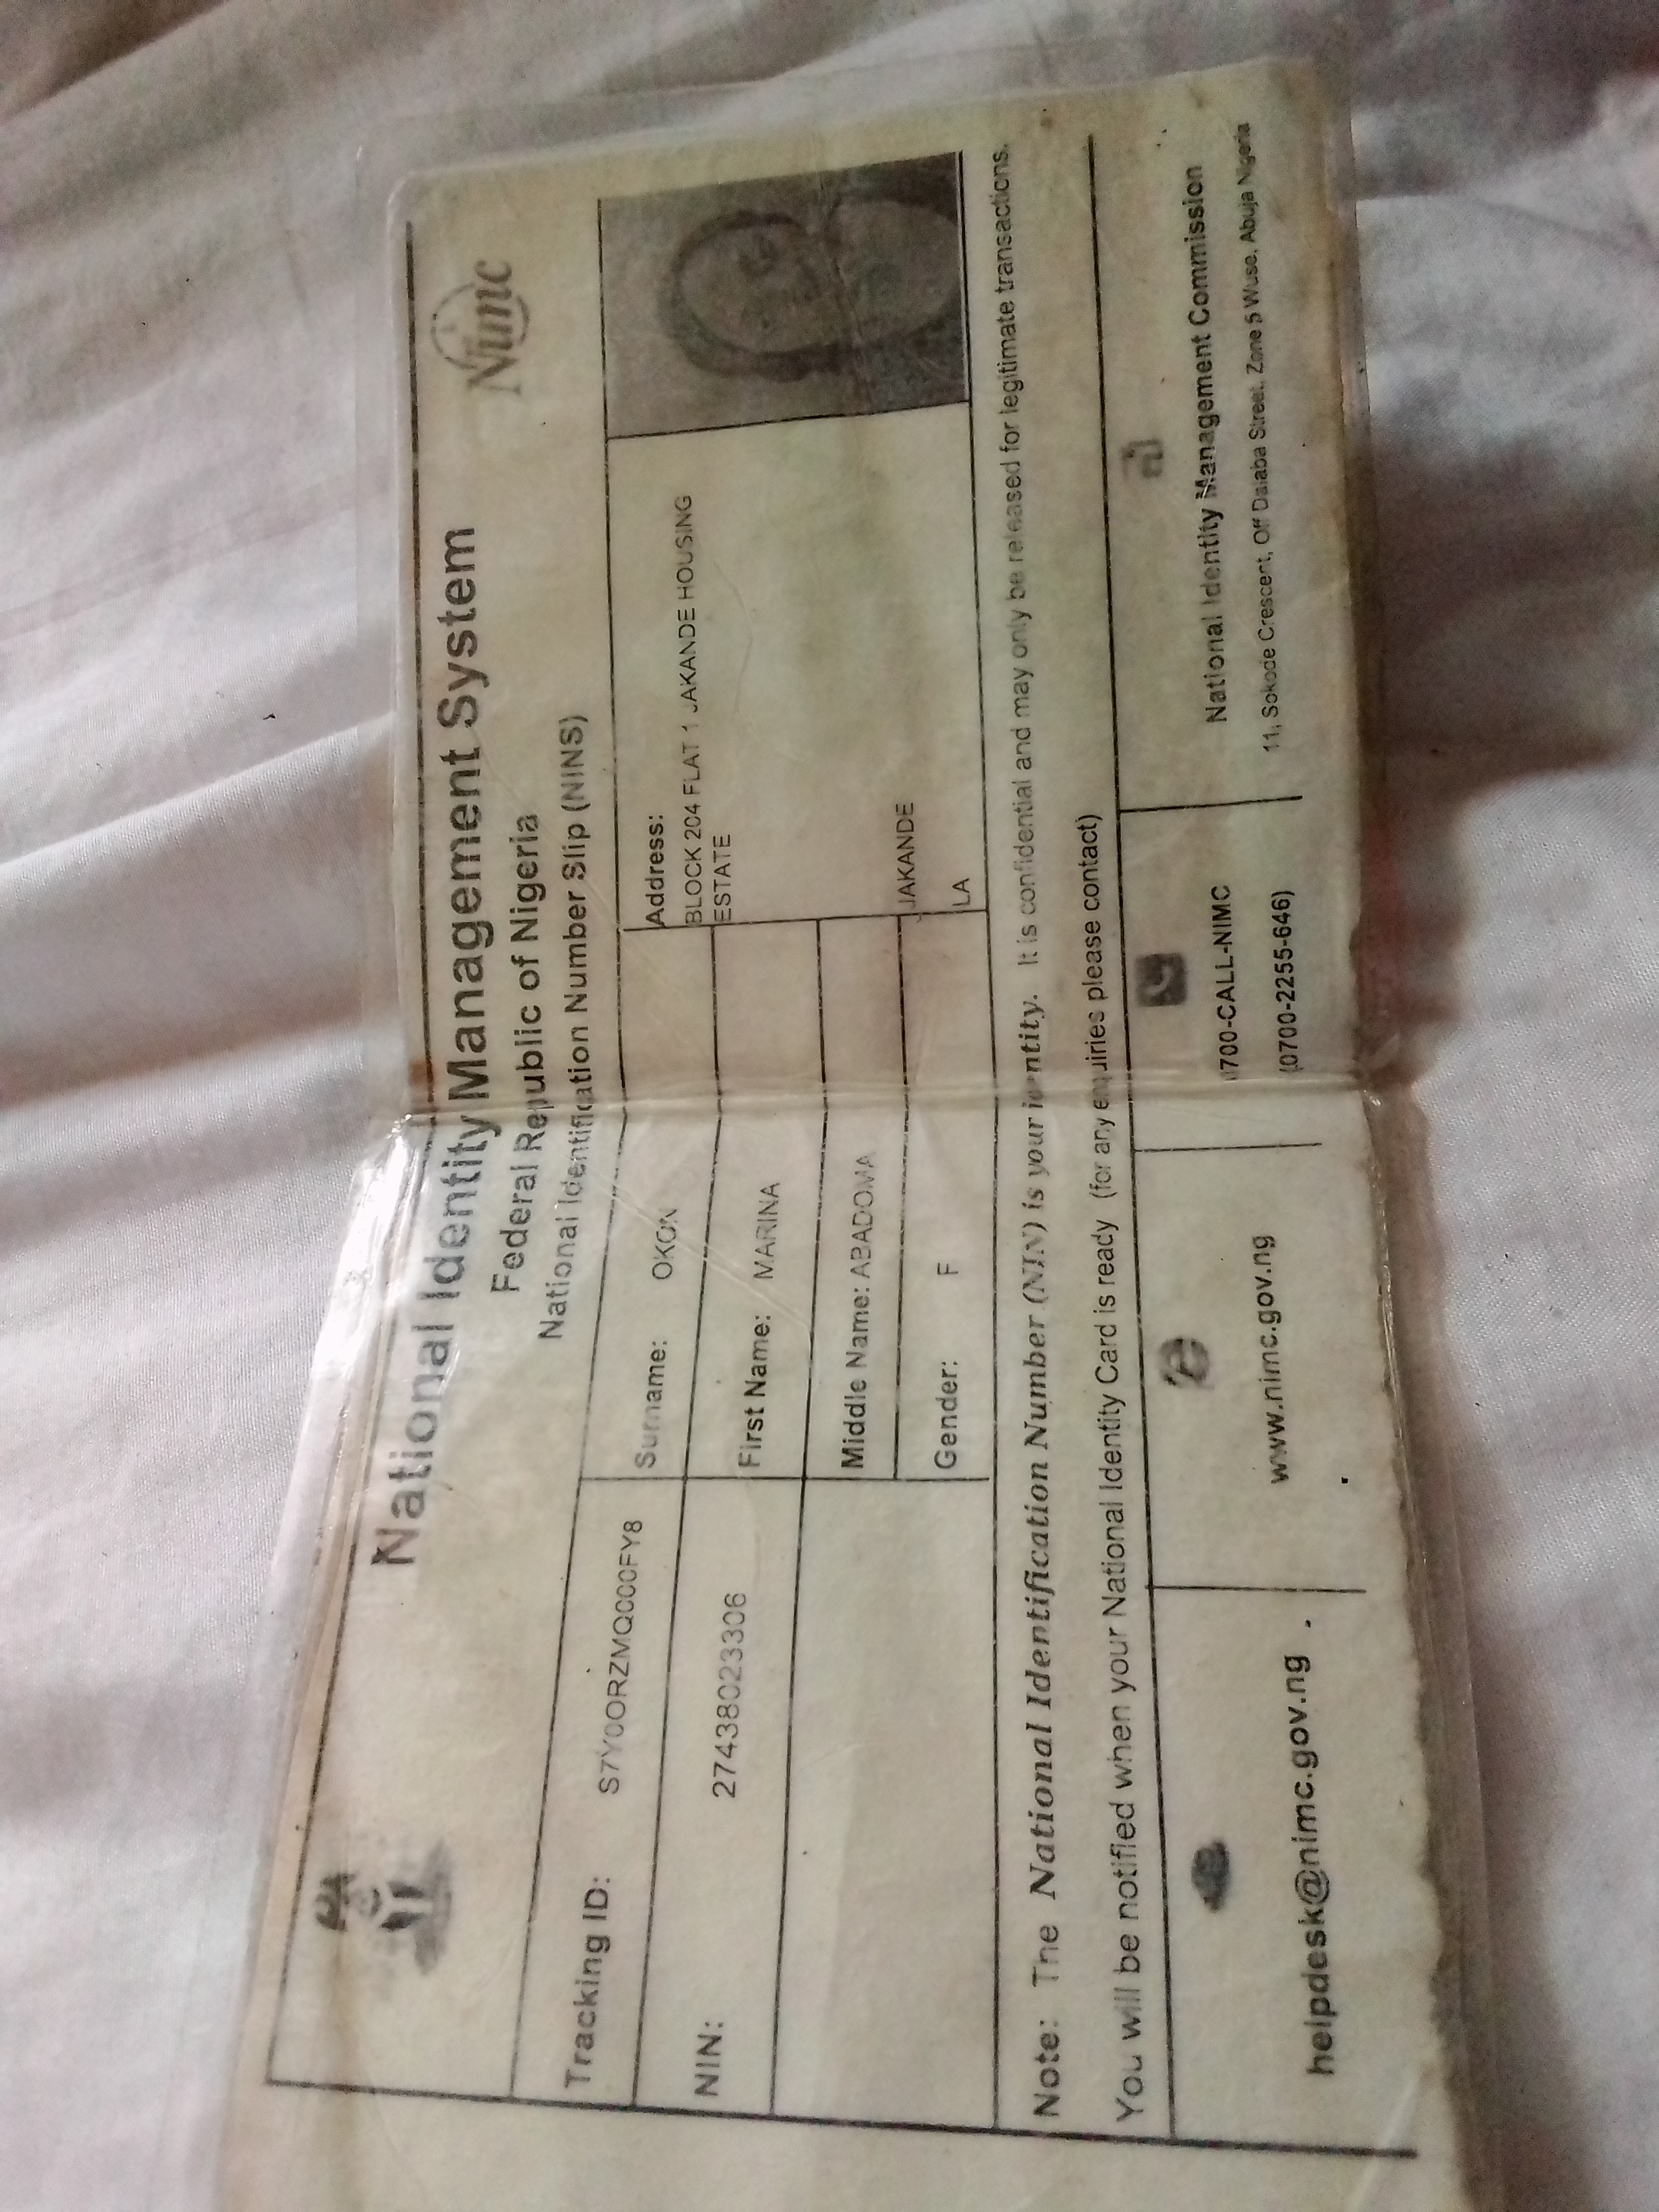 National Identity Management System
Federal Republic of Nigeria
National Identification Number Slip (NINS)
Nimc
Tracking ID: S7Y0ORZMQ000FY8
NIN: 27438023306
Surname: OKON
First Name: MARINA
Middle Name: ABADOMA
Gender: F
Address:
BLOCK 204 FLAT 1 JAKANDE HOUSING
ESTATE
JAKANDE
LA
Note: The National Identification Number (NIN) is your identity. It is confidential and may only be released for legitimate transactions.
You will be notified when your National Identity Card is ready (for any enquiries please contact)
helpdesk@nimc.gov.ng
www.nimc.gov.ng
0700-CALL-NIMC
(0700-2255-646)
National Identity Management Commission
11, Sokode Crescent, Off Dalaba Street, Zone 5 Wuse, Abuja Nigeria